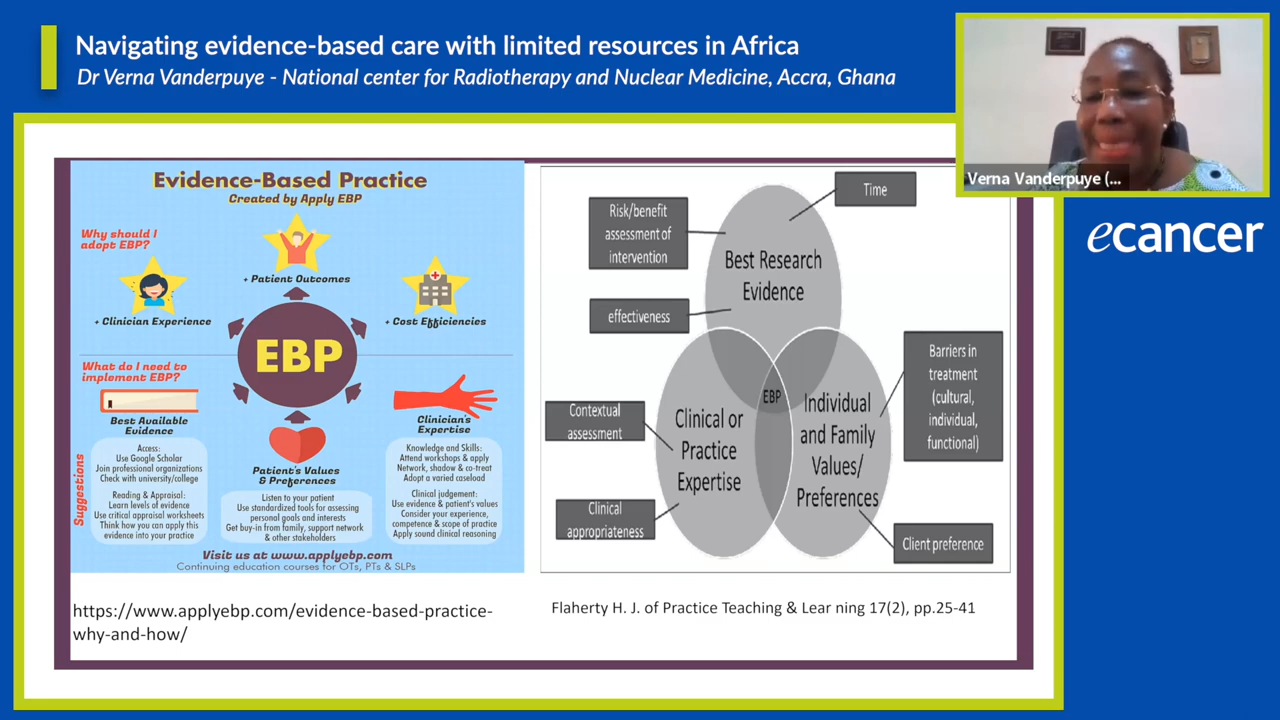 Navigating evidence-based care with limited resources in Africa
Dr Verna Vanderpuye - National center for Radiotherapy and Nuclear Medicine, Accra, Ghana
Verna Vanderpuye (...
ecancer
Evidence-Based Practice
Created by Apply EBP
Why should I
adopt EBP?
+ Patient Outcomes
+ Clinician Experience
+ Cost Efficiencies
EBP
What do I need to
implement EBP?
Suggestions
Best Available
Evidence
Access:
Use Google Scholar
Join professional organizations
Check with university/college
Reading & Appraisal:
Learn levels of evidence
Use critical appraisal worksheets
Think how you can apply this
evidence into your practice
Patient's Values
& Preferences
Listen to your patient
Use standardized tools for assessing
personal goals and interests
Get buy-in from family, support network
& other stakeholders
Clinician's
Expertise
Knowledge and Skills:
Attend workshops & apply
Network, shadow & co-treat
Adopt a varied caseload
Clinical judgement:
Use evidence & patient's values
Consider your experience,
competence & scope of practice
Apply sound clinical reasoning
Visit us at www.applyebp.com
Continuing education courses for OTs, PTs & SLPs
https://www.applyebp.com/evidence-based-practice-
why-and-how/
Time
Risk/benefit
assessment of
intervention
Best Research
Evidence
effectiveness
Barriers in
treatment
(cultural,
individual,
functional)
EBP
Contextual
assessment
Clinical or
Practice
Expertise
Individual
and Family
Values/
Preferences
Clinical
appropriateness
Client preference
Flaherty H. J. of Practice Teaching & Lear ning 17(2), pp.25-41